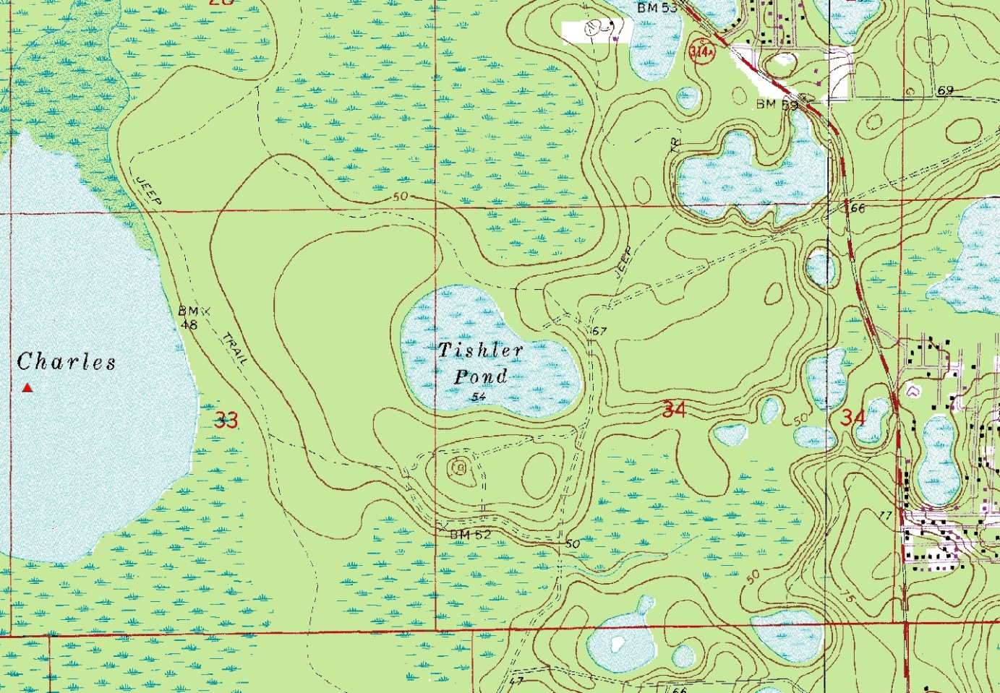 BM 53
S
314A
69
BM 59
TR
JEEP
50
66
JEEP
BM
48
67
Charles
TRAIL
Tishler
Pond
54
33
34
50
34
77
BM 52
50
50
75
47
66